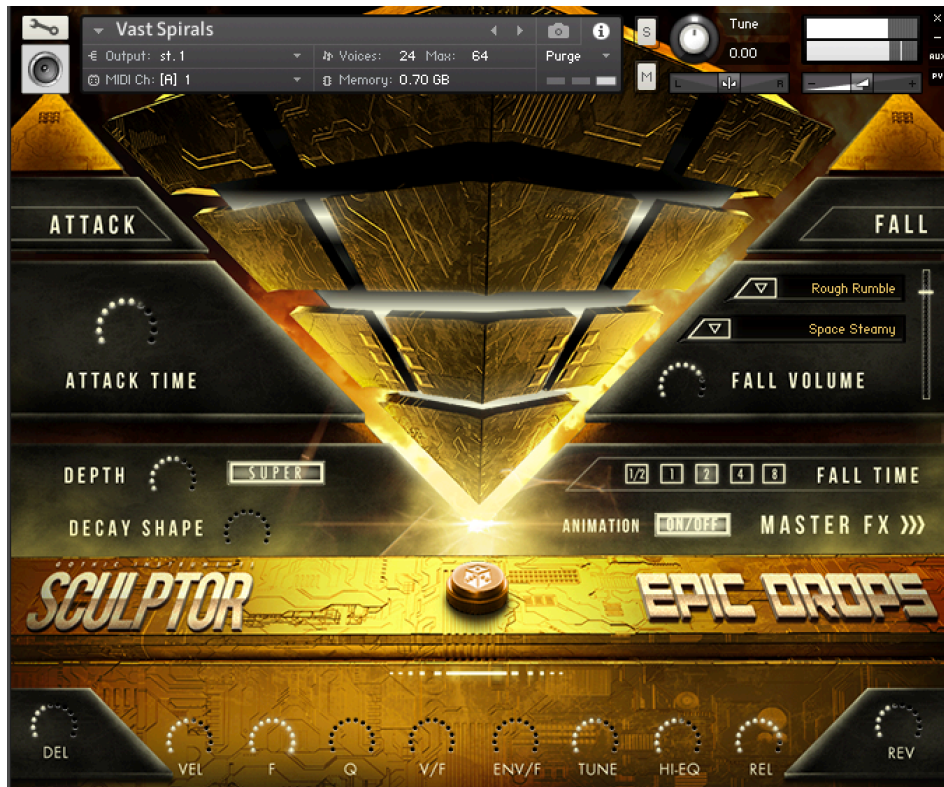 Vast Spirals
Output: st. 1
Voices: 24 Max: 64
Purge
MIDI Ch: [A] 1
Memory: 0.70 GB
S
M
Tune
0.00
L R
- +
×
-
AUX
PV
ATTACK
FALL
Rough Rumble
Space Steamy
ATTACK TIME
FALL VOLUME
DEPTH
SUPER
1/2 1 2 4 8
FALL TIME
DECAY SHAPE
ANIMATION
ON/OFF
MASTER FX
GOTHIC INSTRUMENTS
SCULPTOR
EPIC DROPS
DEL
VEL
F
Q
V/F
ENV/F
TUNE
HI-EQ
REL
REV